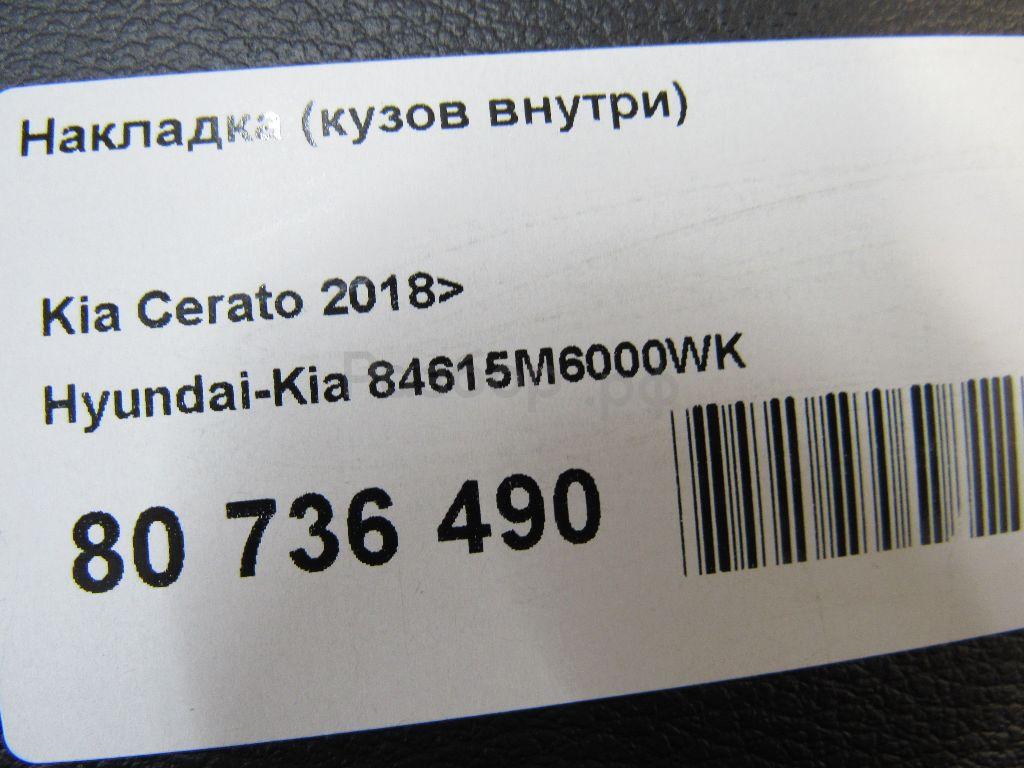 Накладка (кузов внутри)
Kia Cerato 2018>
Hyundai-Kia 84615M6000WK
80 736 490